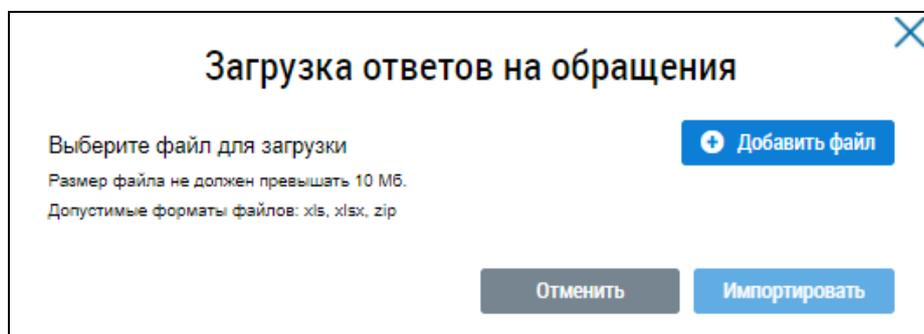 Загрузка ответов на обращения
Выберите файл для загрузки
Добавить файл
Размер файла не должен превышать 10 Мб.
Допустимые форматы файлов: xls, xlsx, zip
Отменить
Импортировать